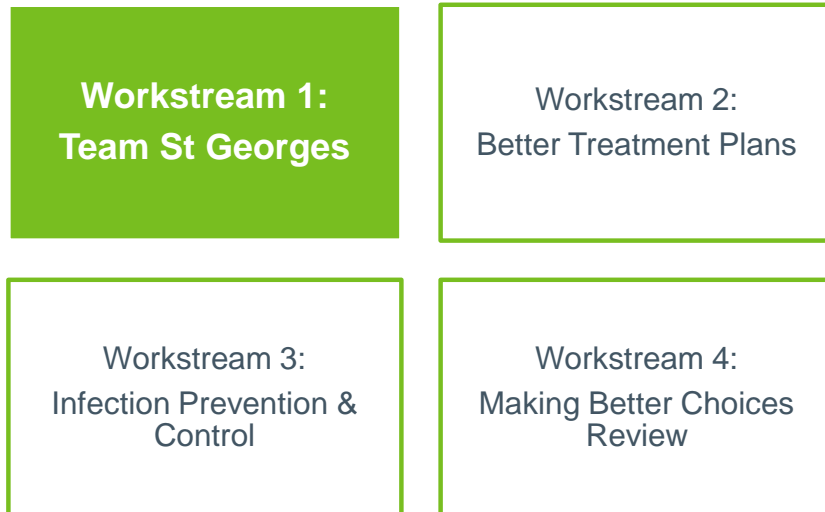 Workstream 1:
Team St Georges
Workstream 2:
Better Treatment Plans
Workstream 3:
Infection Prevention &
Control
Workstream 4:
Making Better Choices
Review